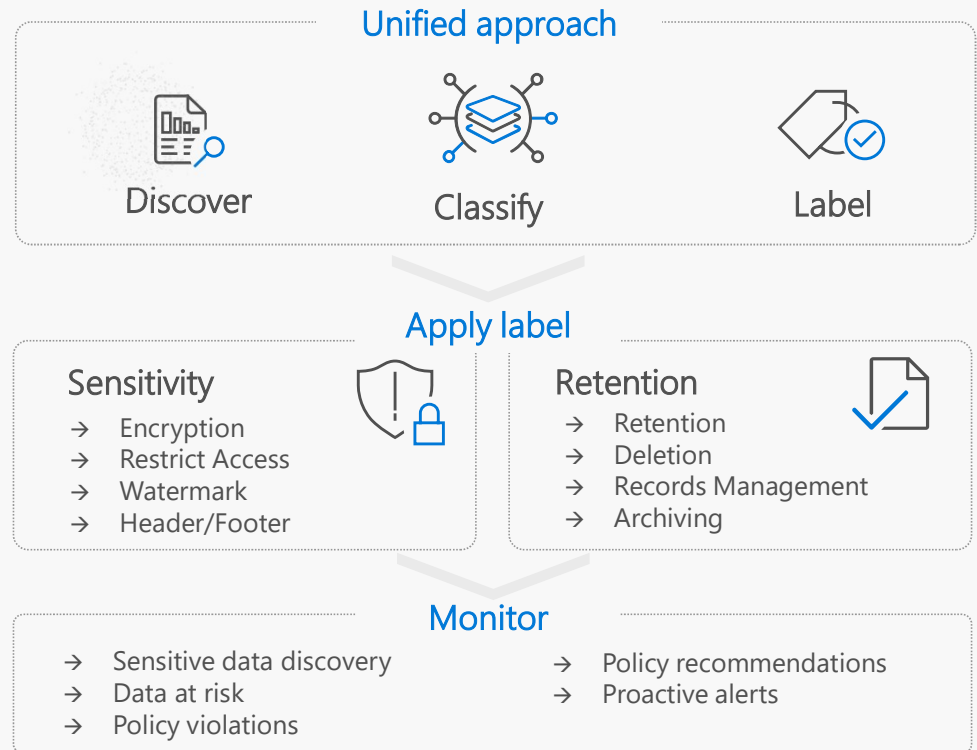 Unified approach
Discover
Classify
Label
Apply label
Sensitivity
→ Encryption
→ Restrict Access
→ Watermark
→ Header/Footer
Retention
→ Retention
→ Deletion
→ Records Management
→ Archiving
Monitor
→ Sensitive data discovery
→ Data at risk
→ Policy violations
→ Policy recommendations
→ Proactive alerts